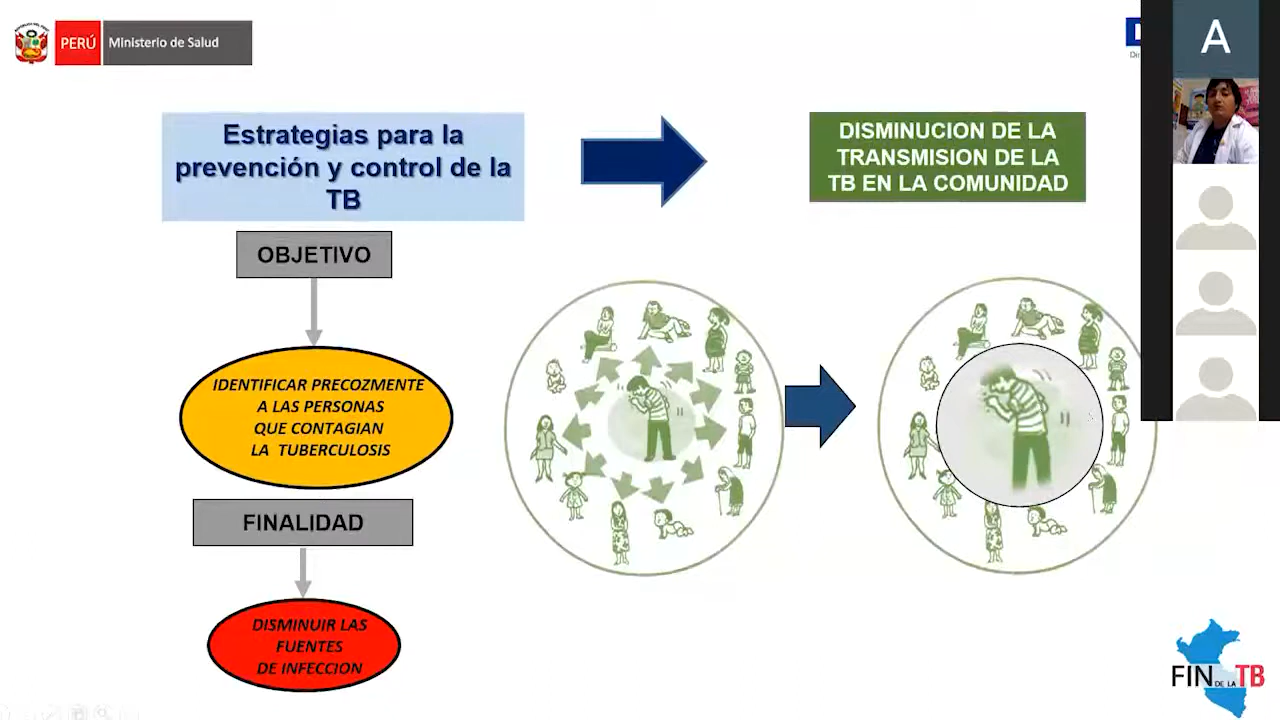 PERÚ
Ministerio de Salud
A
Estrategias para la
prevención y control de la
TB
DISMINUCION DE LA
TRANSMISION DE LA
TB EN LA COMUNIDAD
OBJETIVO
IDENTIFICAR PRECOZMENTE
A LAS PERSONAS
QUE CONTAGIAN
LA TUBERCULOSIS
FINALIDAD
DISMINUIR LAS
FUENTES
DE INFECCION
FIN DE LA TB